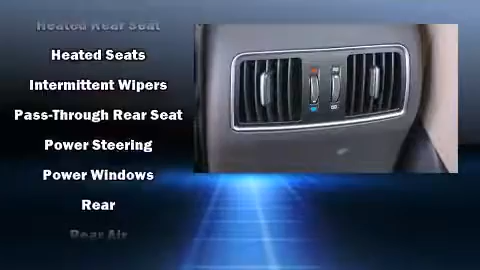 Heated Rear Seat
Heated Seats
Intermittent Wipers
Pass-Through Rear Seat
Power Steering
Power Windows
Rear
Rear Air